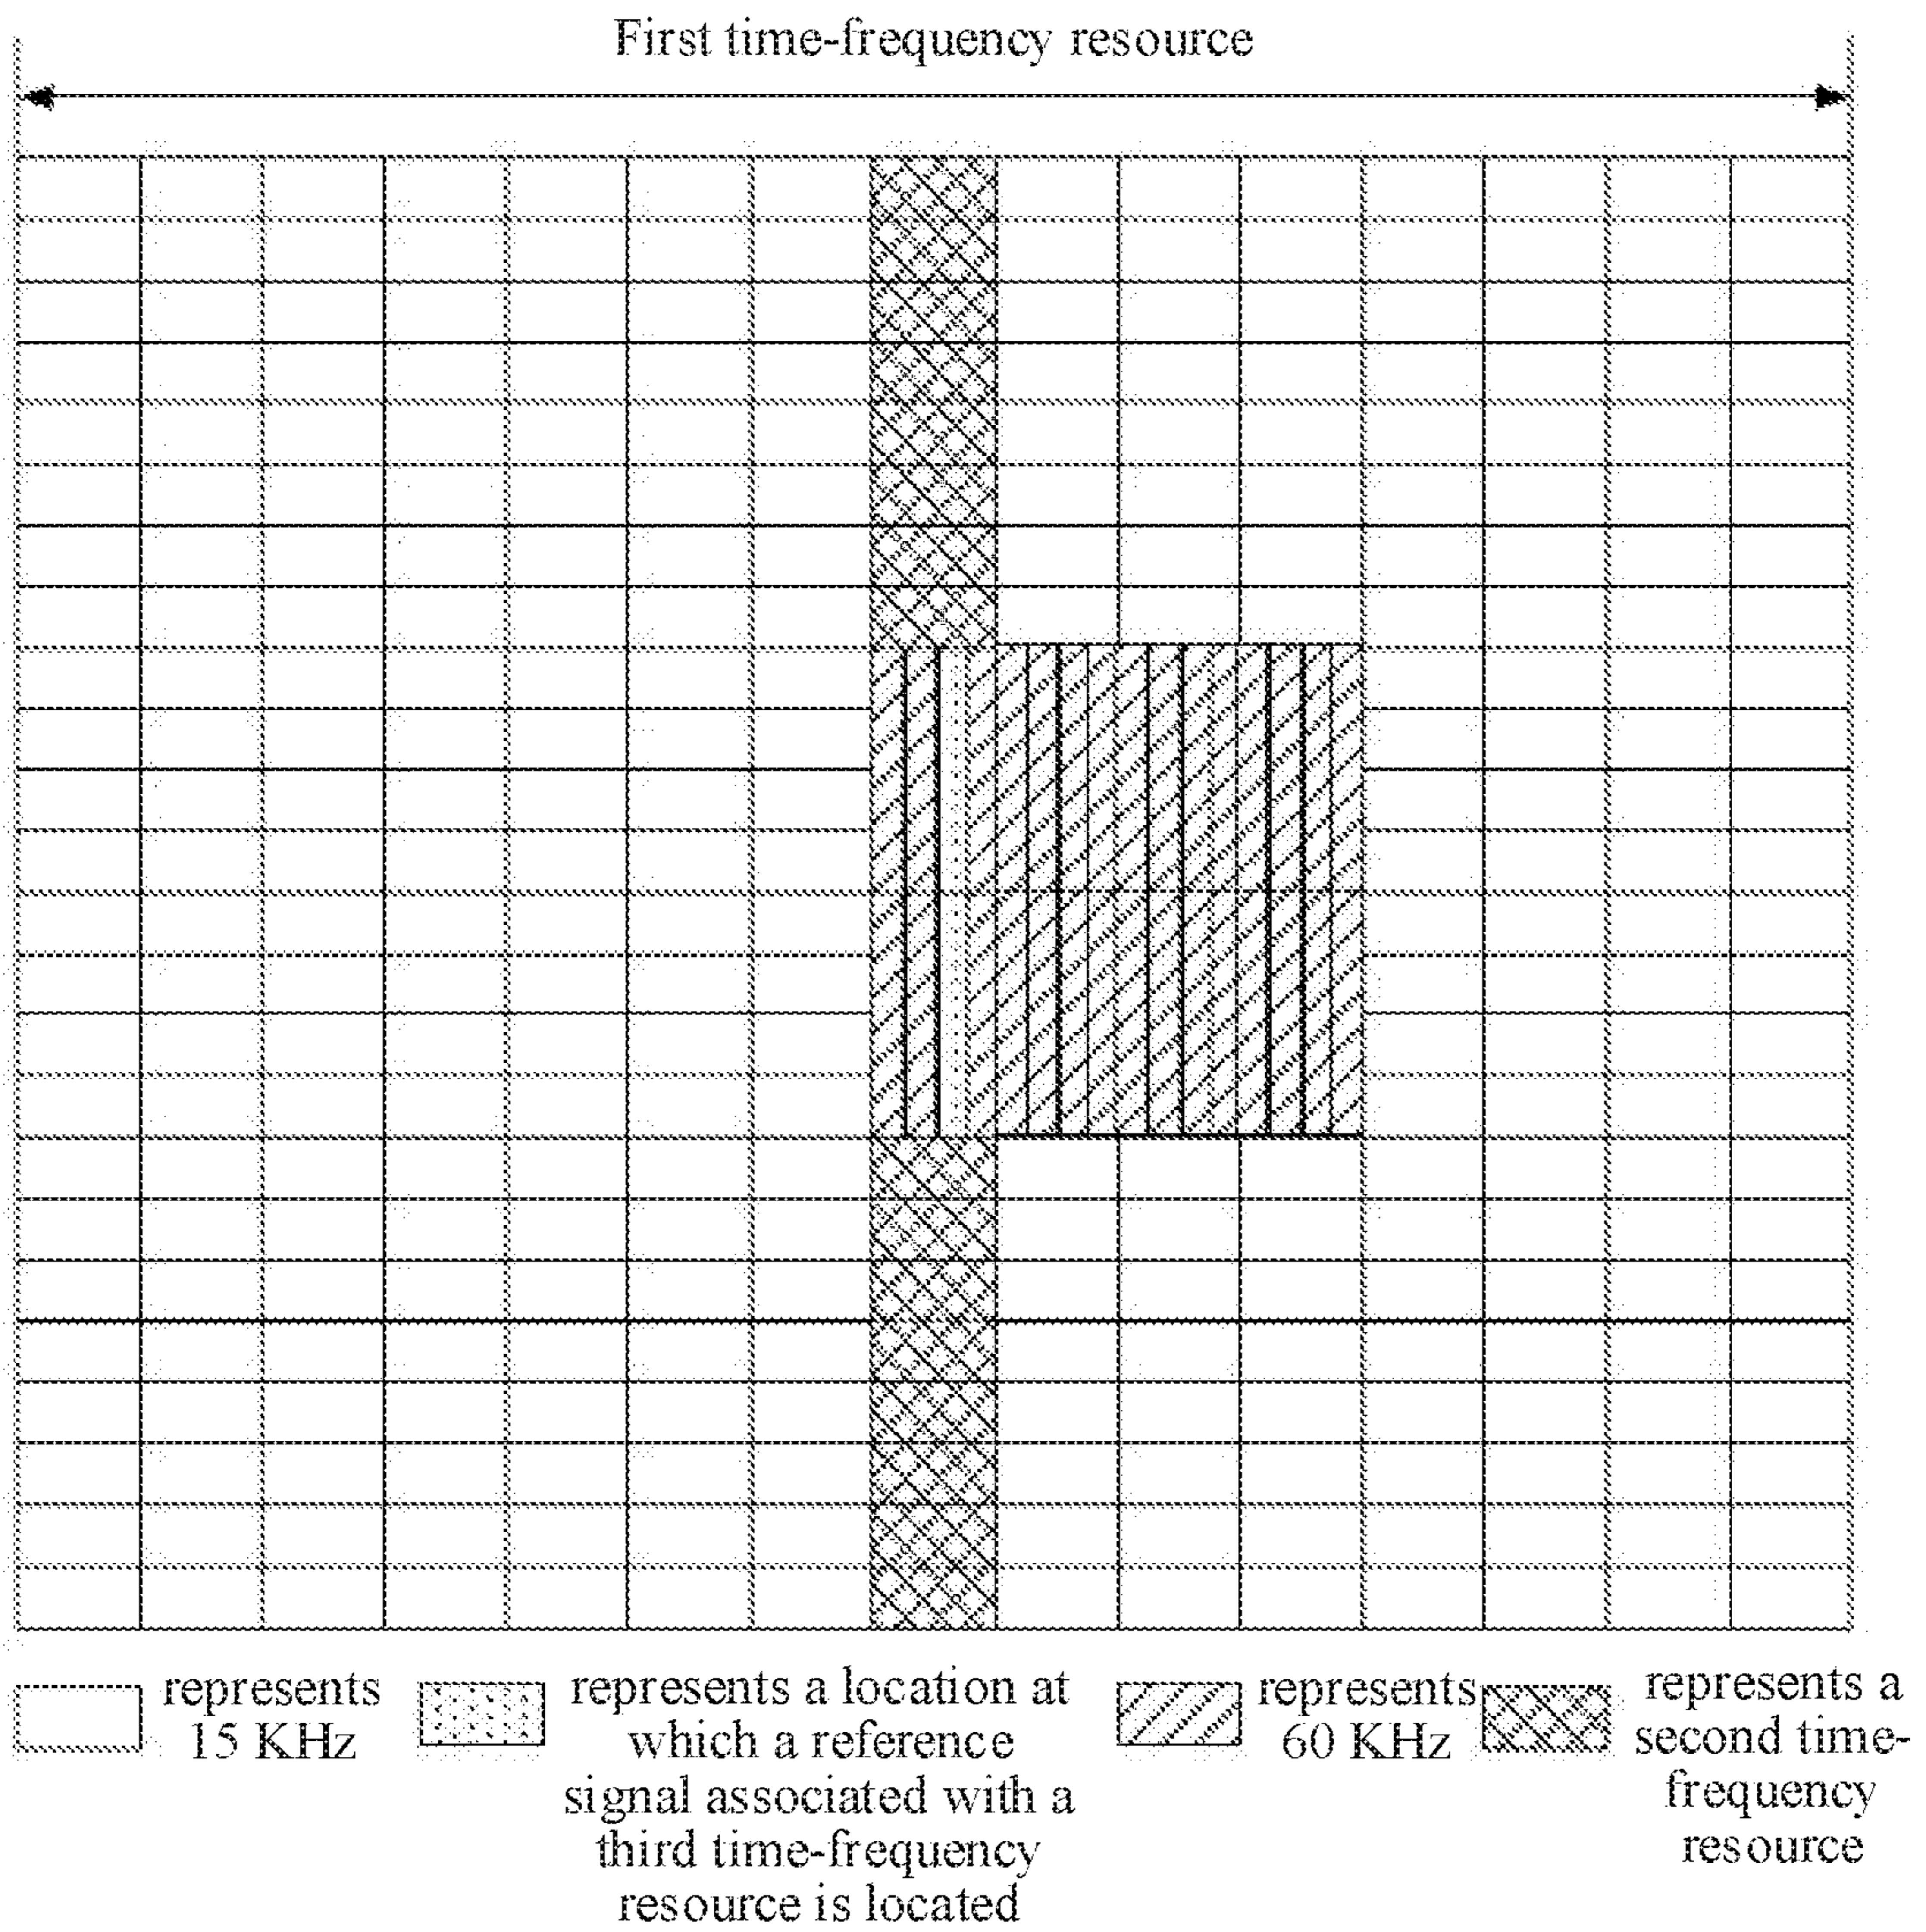 First time-frequency resource
represents
15 KHz
represents a location at
which a reference
signal associated with a
third time-frequency
resource is located
represents
60 KHz
represents a
second time-
frequency
resource